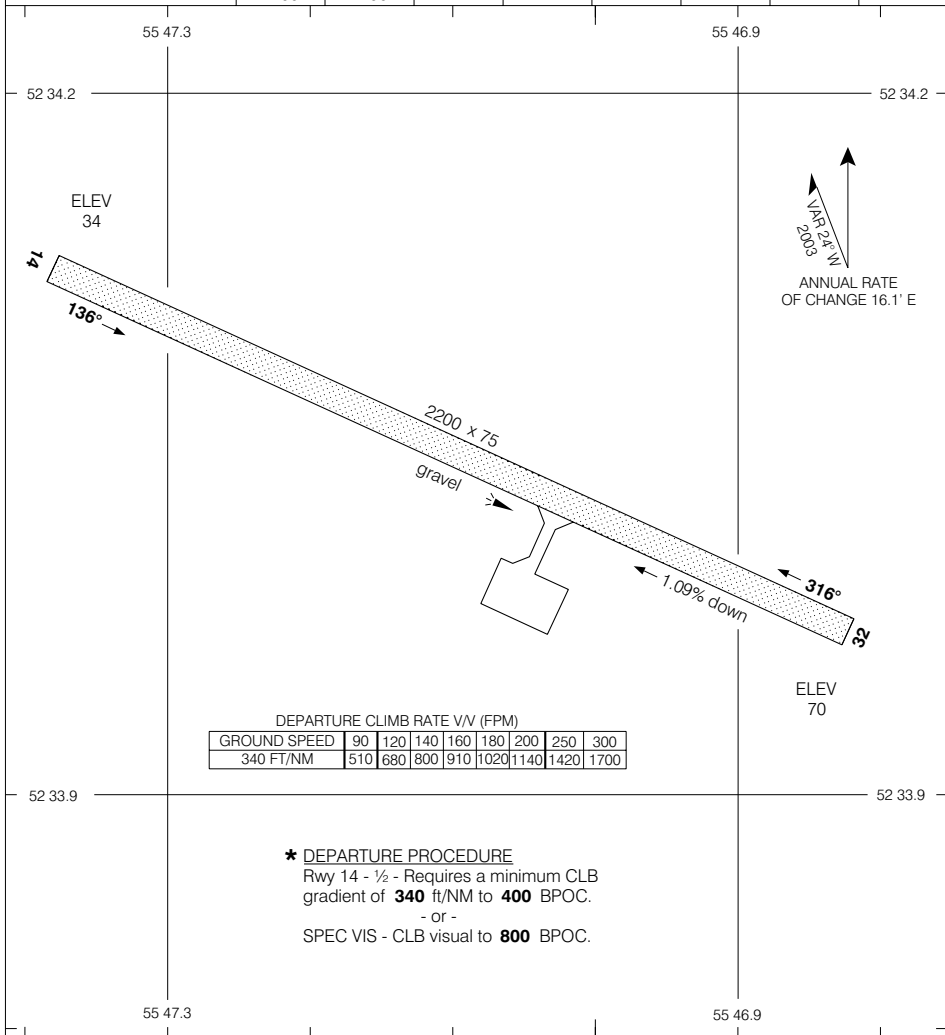 55 47.3 55 46.9
52 34.2 52 34.2
ELEV
34
VAR 24° W
2003
ANNUAL RATE
OF CHANGE 16.1' E
14
136°
2200 x 75
gravel
1.09% down
316°
32
ELEV
70
DEPARTURE CLIMB RATE V/V (FPM)
GROUND SPEED 90 120 140 160 180 200 250 300
340 FT/NM 510 680 800 910 1020 1140 1420 1700
52 33.9 52 33.9
* DEPARTURE PROCEDURE
Rwy 14 - ½ - Requires a minimum CLB
gradient of 340 ft/NM to 400 BPOC.
- or -
SPEC VIS - CLB visual to 800 BPOC.
55 47.3 55 46.9